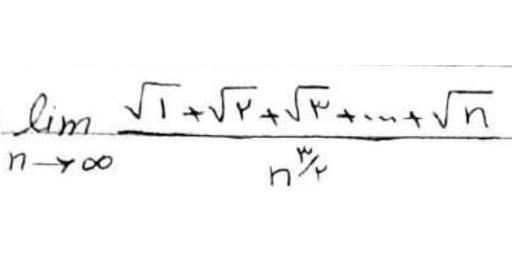 lim n→∞ (√۱ + √۲ + √۳ + ... + √n) / n^(۳/۲)